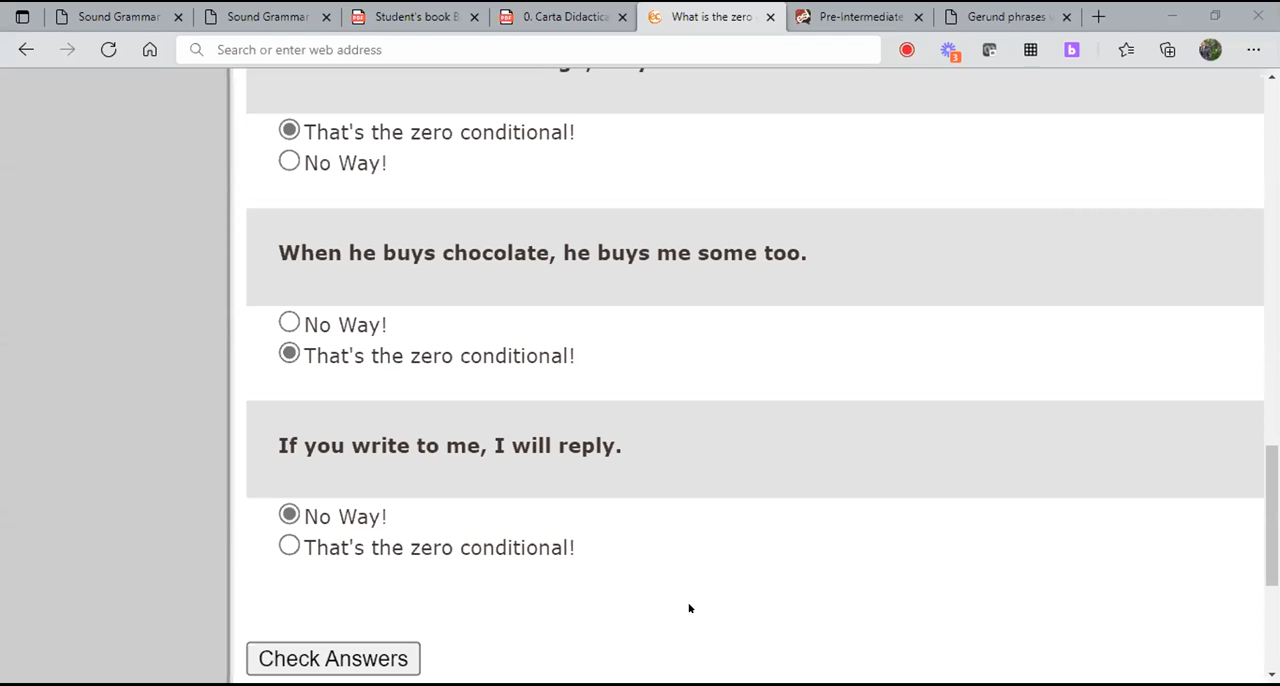 Sound Grammar
Sound Grammar
Student's book B
0. Carta Didactica
What is the zero
Pre-Intermediate
Gerund phrases
Search or enter web address
3
b
That's the zero conditional!
No Way!
When he buys chocolate, he buys me some too.
No Way!
That's the zero conditional!
If you write to me, I will reply.
No Way!
That's the zero conditional!
Check Answers